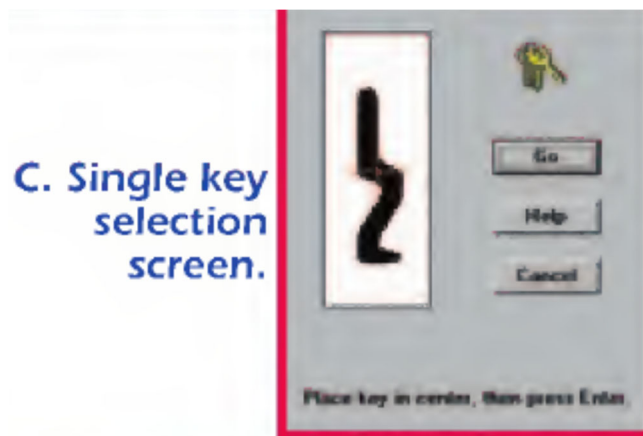 C. Single key
selection
screen.
Go
Help
Cancel
Place key in center, then press Enter.